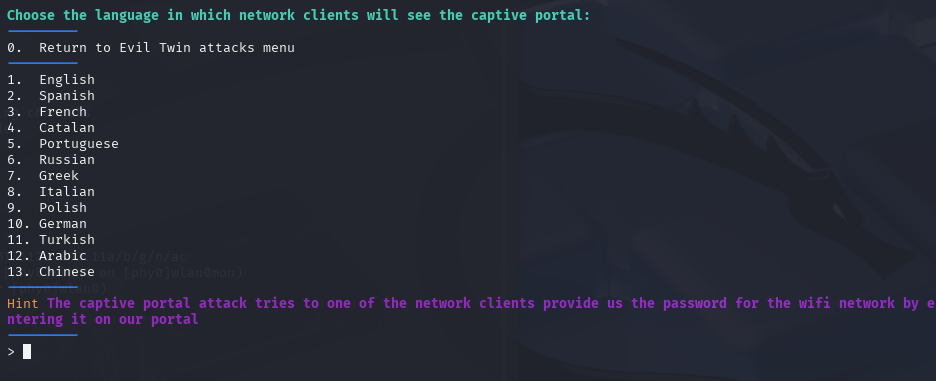 Choose the language in which network clients will see the captive portal:
0.  Return to Evil Twin attacks menu
1.  English
2.  Spanish
3.  French
4.  Catalan
5.  Portuguese
6.  Russian
7.  Greek
8.  Italian
9.  Polish
10. German
11. Turkish
12. Arabic
13. Chinese
Hint The captive portal attack tries to one of the network clients provide us the password for the wifi network by e
ntering it on our portal
>